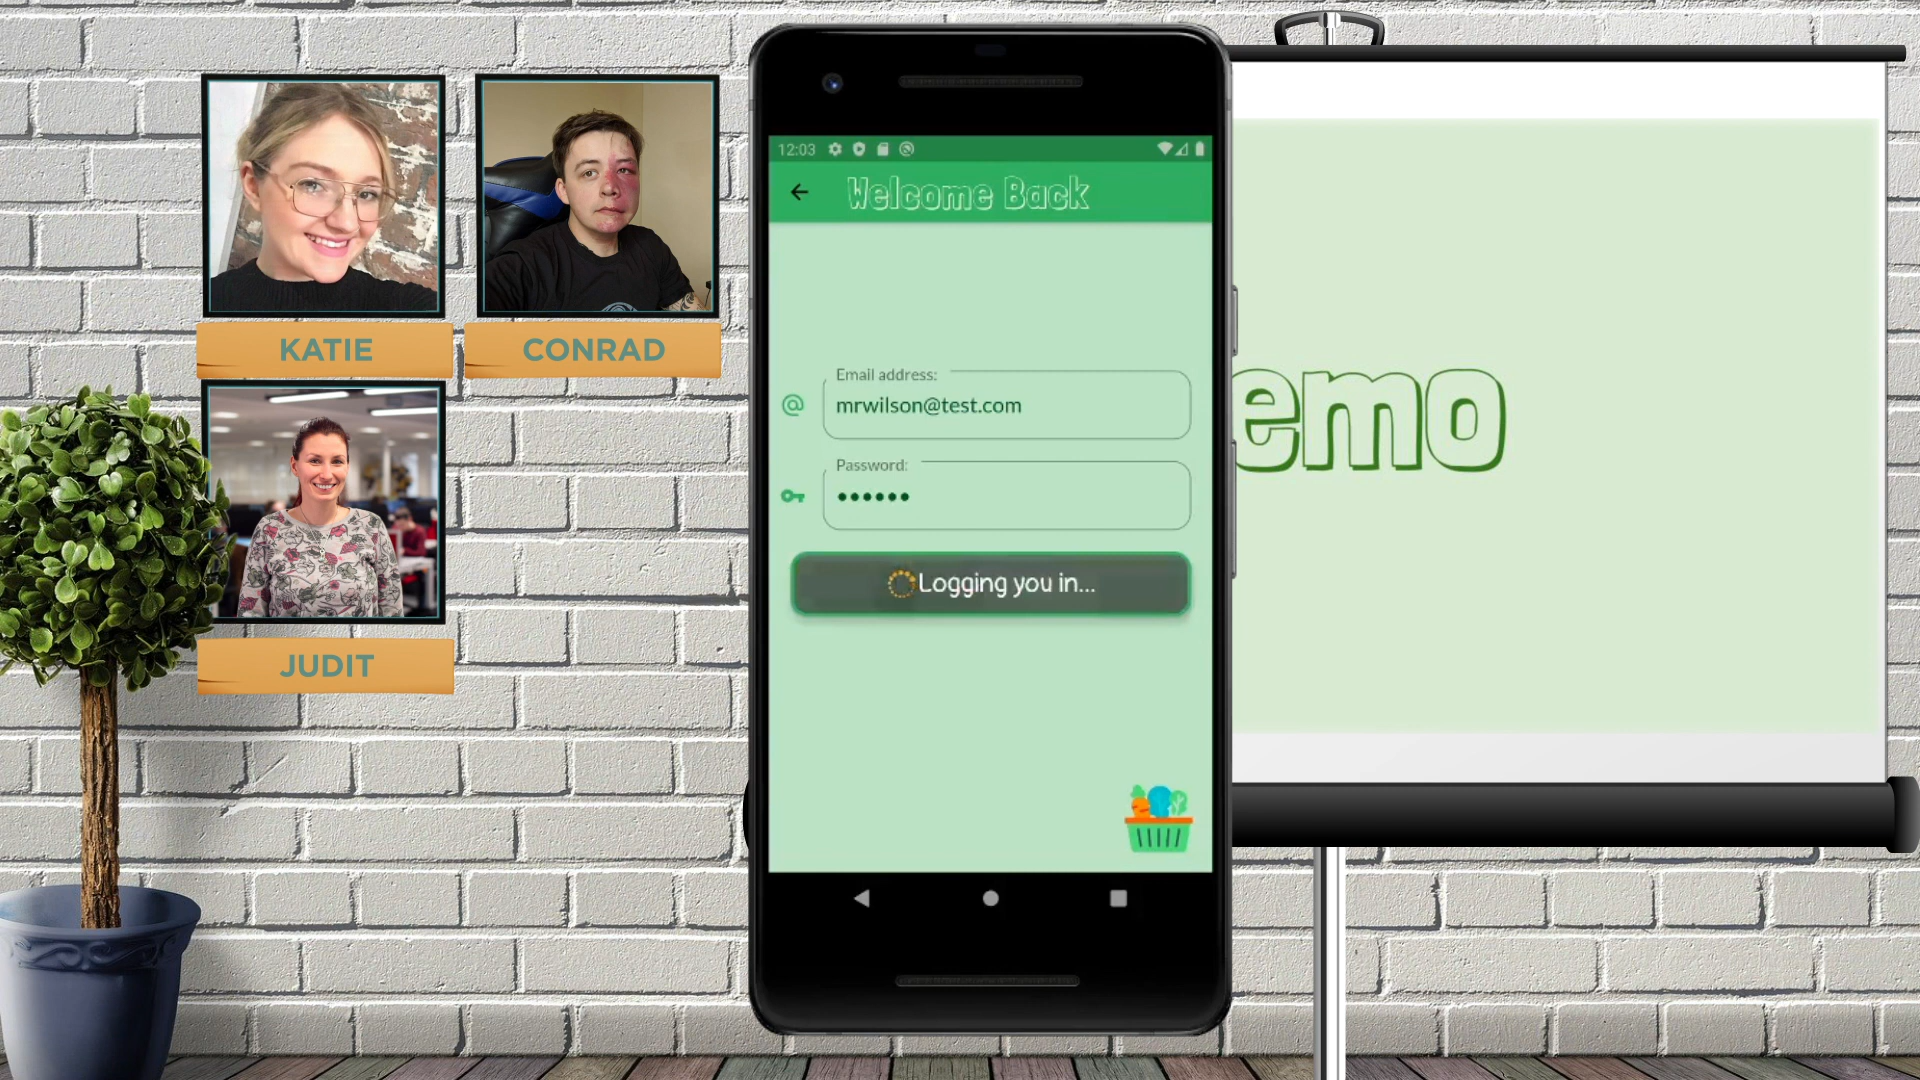 KATIE
CONRAD
JUDIT
12:03
Welcome Back
Email address:
mrwilson@test.com
Password:
Logging you in...
emo